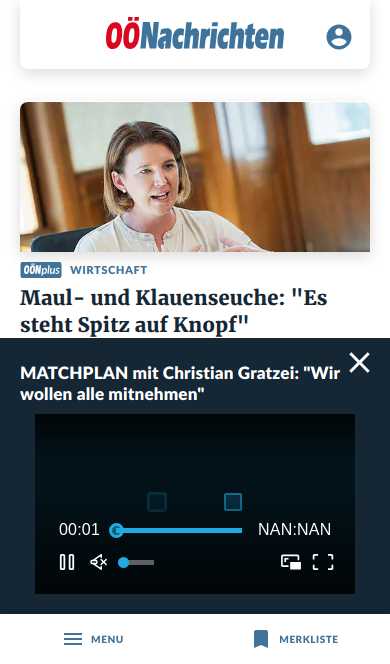 OÖNachrichten
OÖNplus WIRTSCHAFT
Maul- und Klauenseuche: "Es
steht Spitz auf Knopf"
MATCHPLAN mit Christian Gratzei: "Wir
wollen alle mitnehmen"
00:01 NAN:NAN
MENU MERKLISTE